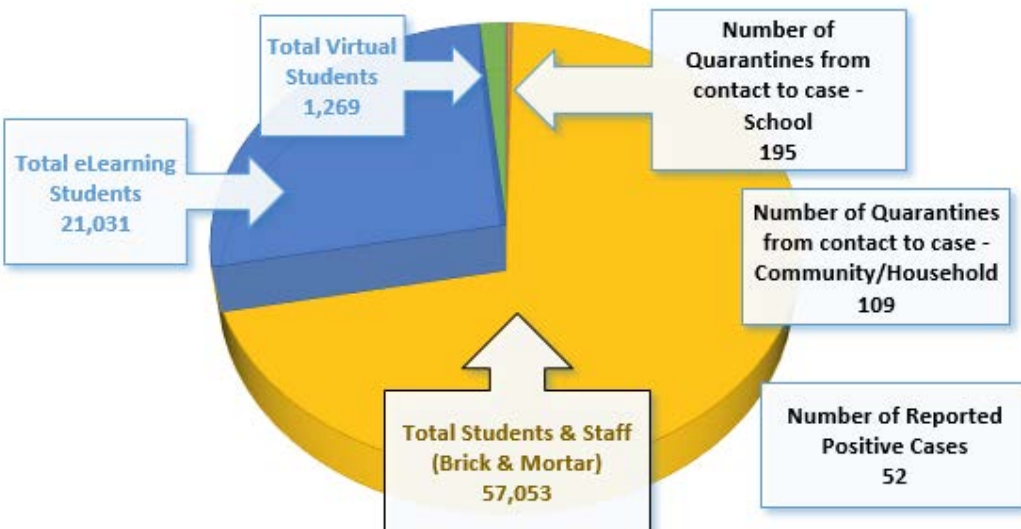 Total Virtual
Students
1,269
Number of
Quarantines from
contact to case -
School
195
Total eLearning
Students
21,031
Number of Quarantines
from contact to case -
Community/Household
109
Total Students & Staff
(Brick & Mortar)
57,053
Number of Reported
Positive Cases
52